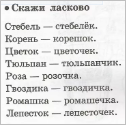 • Скажи ласково
Стебель — стебелёк.
Корень — корешок.
Цветок — цветочек.
Тюльпан — тюльпанчик.
Роза — розочка.
Гвоздика — гвоздичка.
Ромашка — ромашечка.
Лепесток — лепесточек.